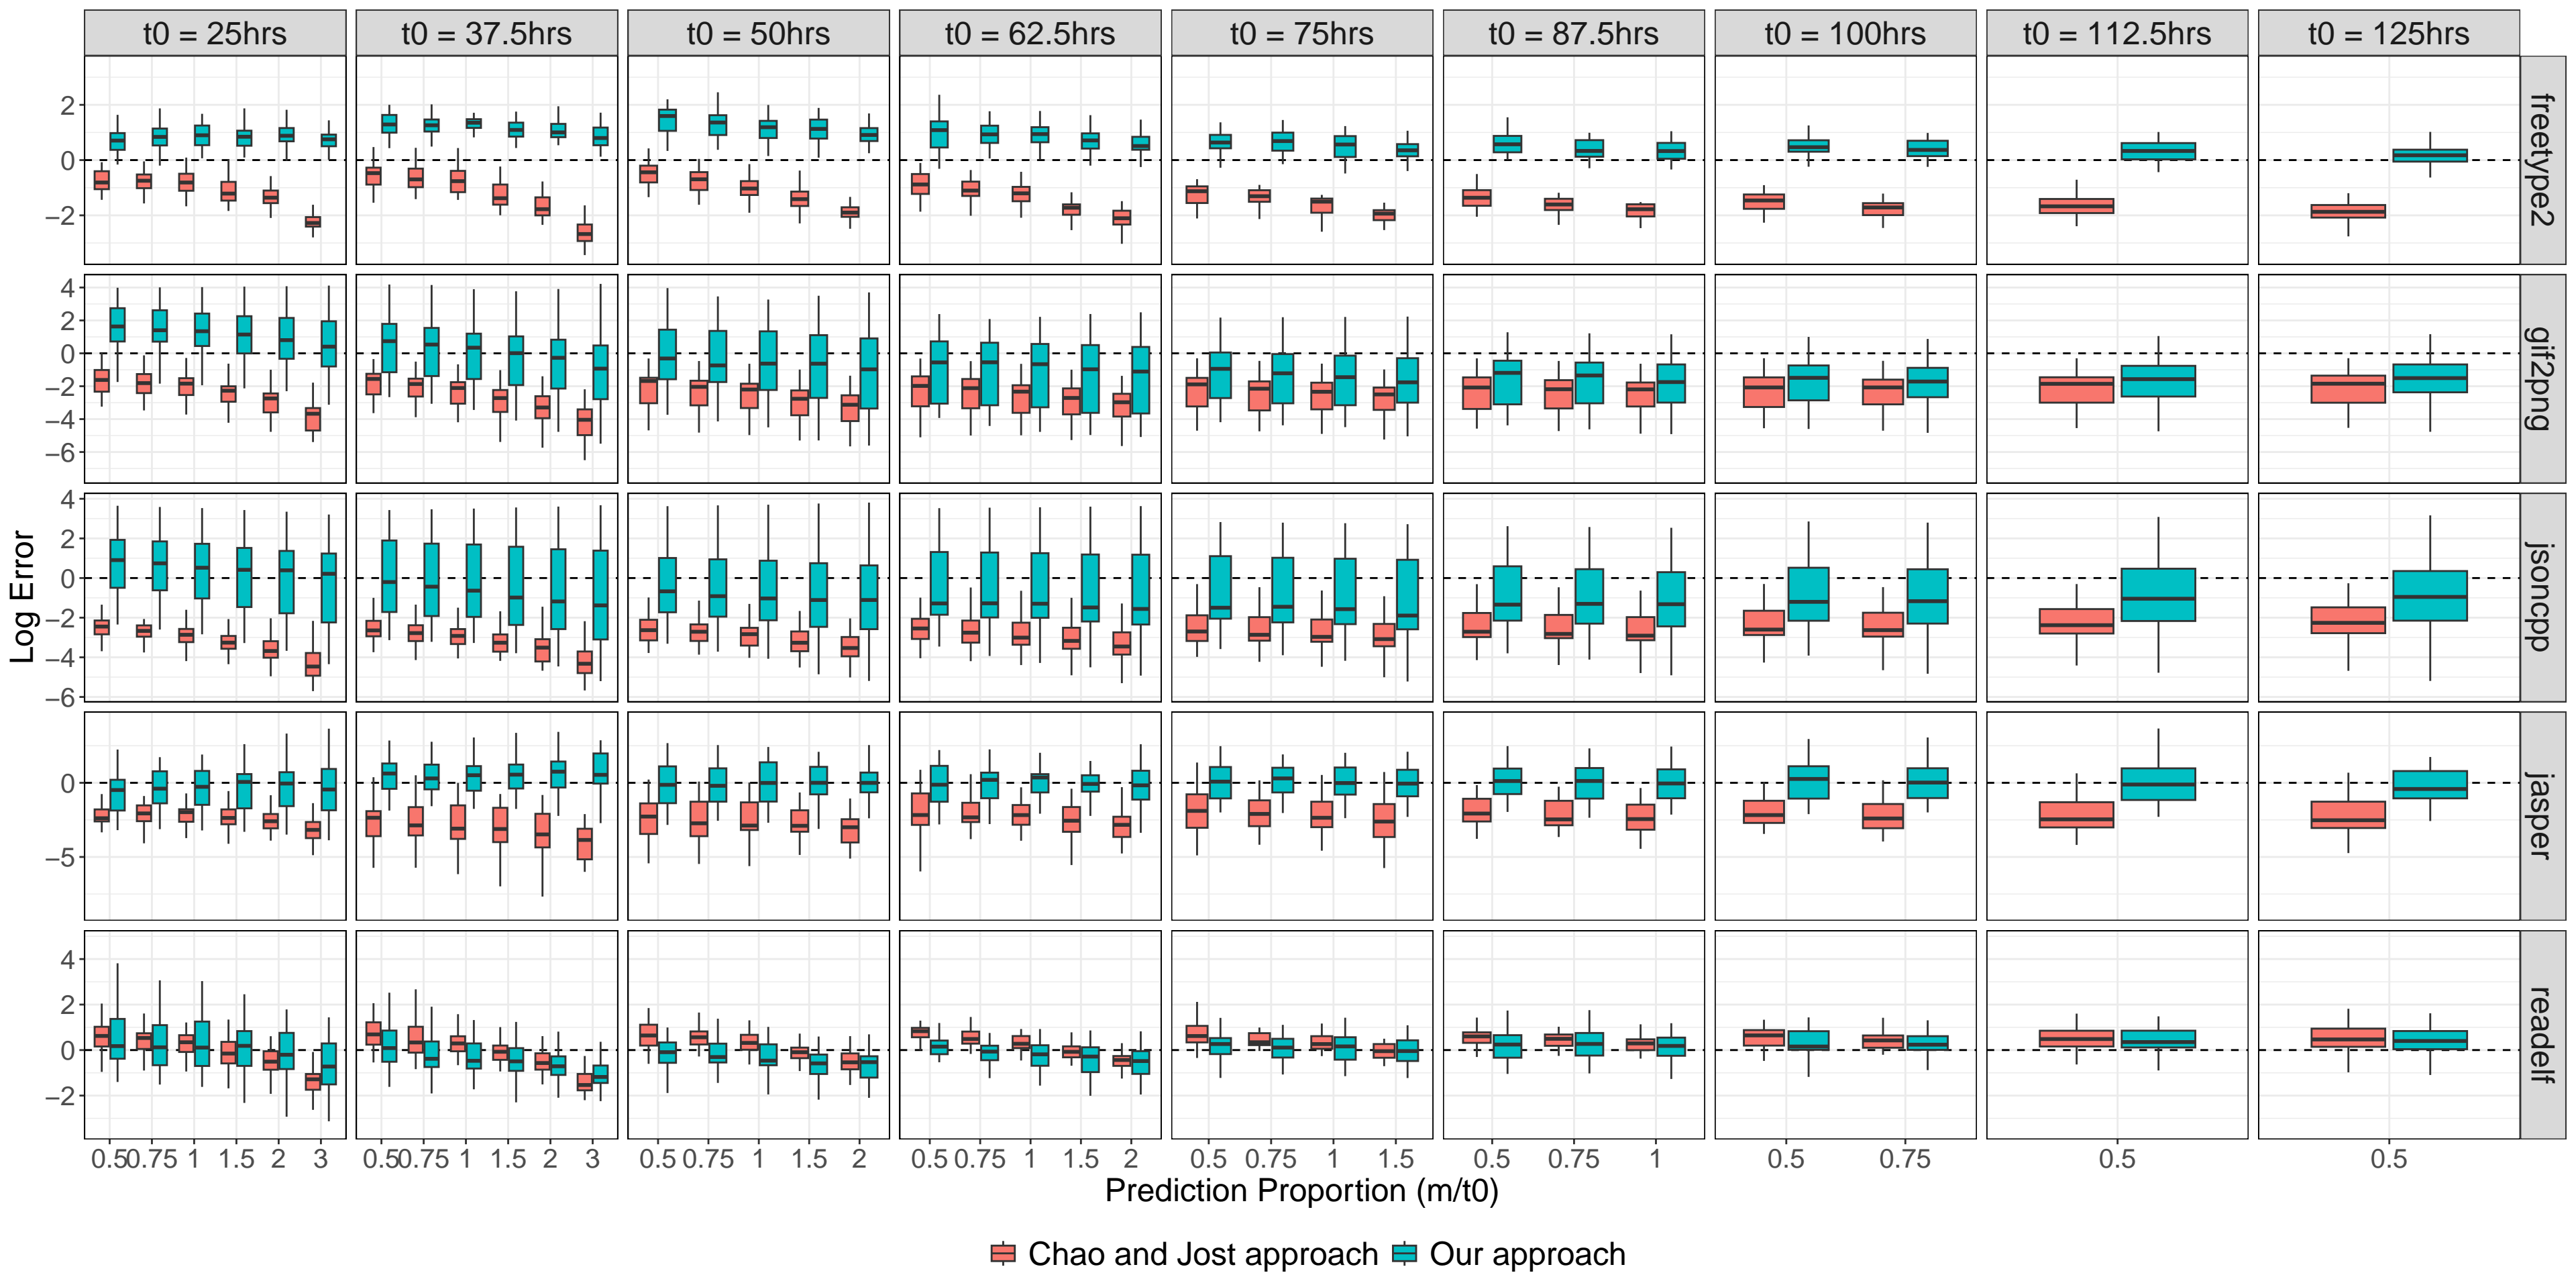 t0 = 25hrs t0 = 37.5hrs t0 = 50hrs t0 = 62.5hrs t0 = 75hrs t0 = 87.5hrs t0 = 100hrs t0 = 112.5hrs t0 = 125hrs
Log Error
2
0
−2
freetype2
4
2
0
−2
−4
−6
gif2png
4
2
0
−2
−4
−6
jsoncpp
0
−5
jasper
4
2
0
−2
readelf
0.5 0.75 1 1.5 2 3 0.5 0.75 1 1.5 2 3 0.5 0.75 1 1.5 2 0.5 0.75 1 1.5 2 0.5 0.75 1 1.5 0.5 0.75 1 0.5 0.75 0.5 0.5
Prediction Proportion (m/t0)
Chao and Jost approach Our approach